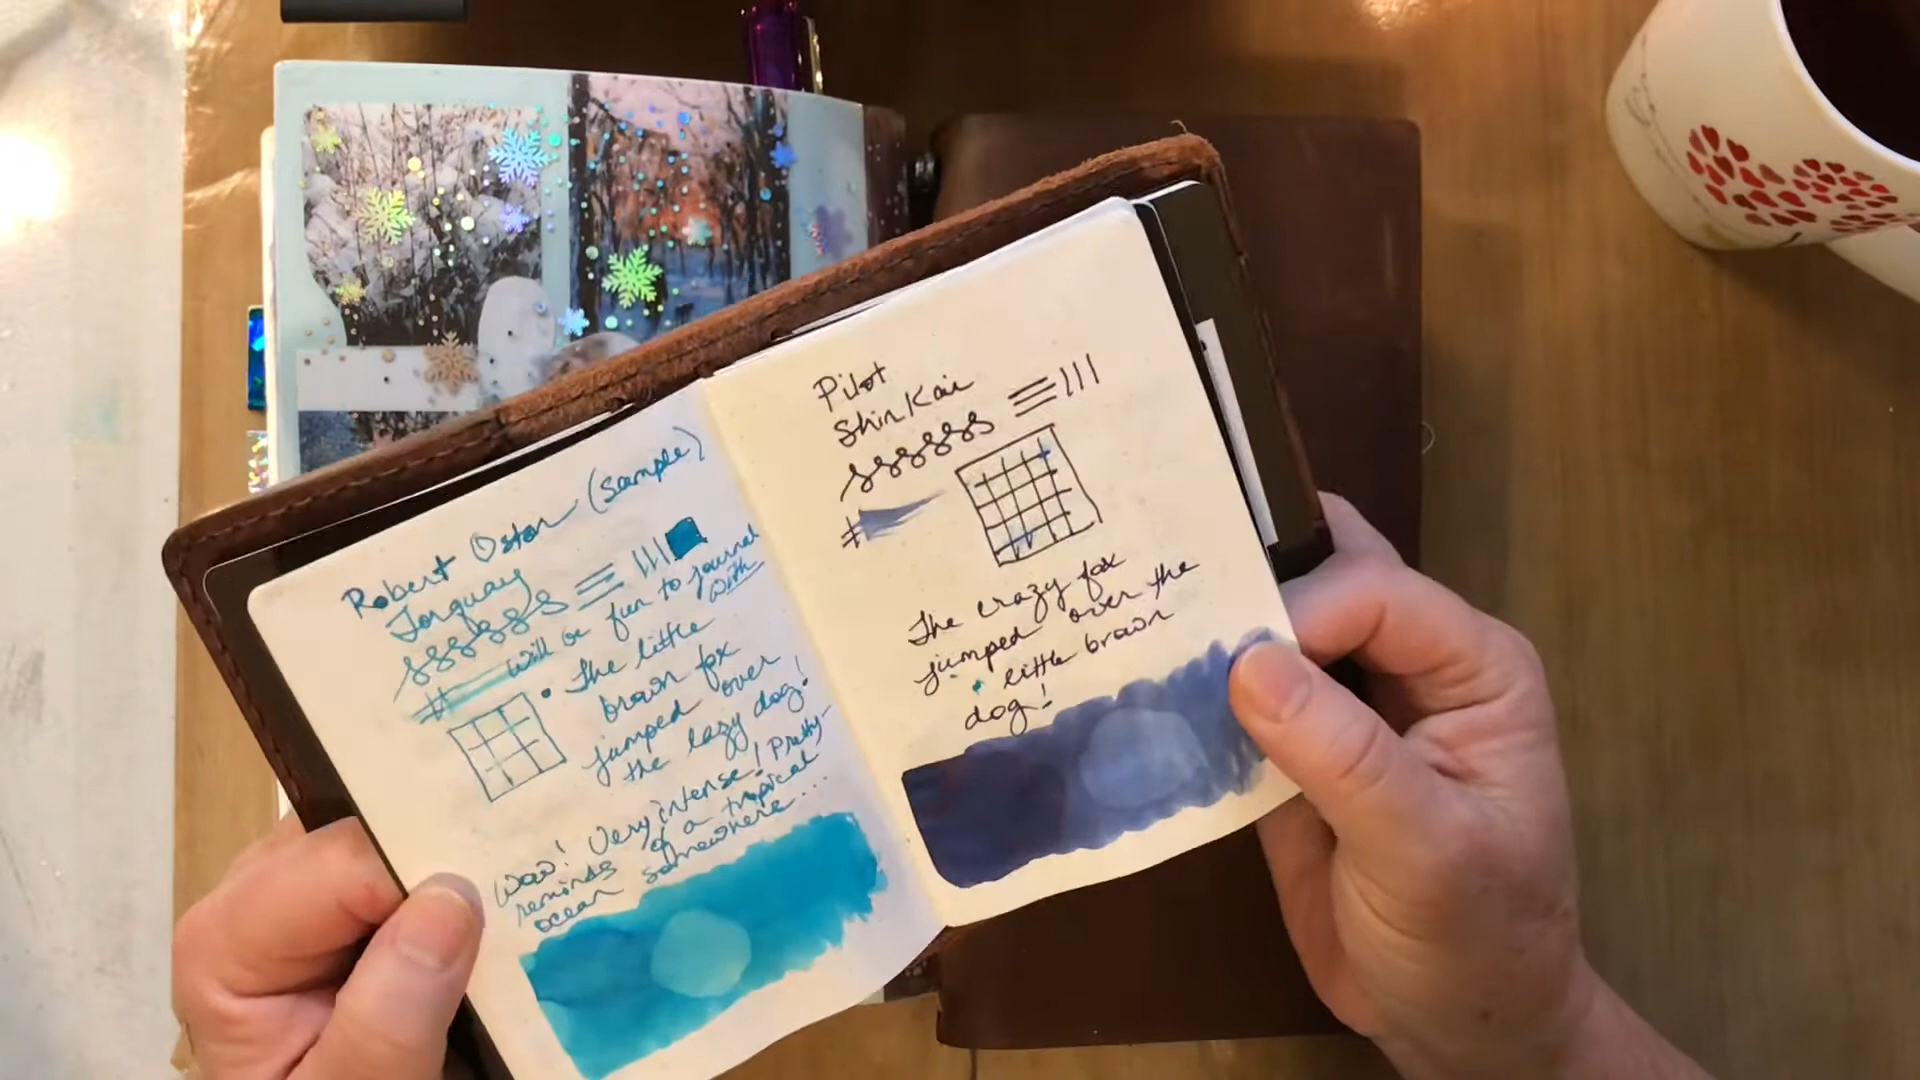 Robert Oster (Sample)
Torquay
ssssss
will be fun to journal
with
The little
brown fox
jumped over
the lazy dog!
Wow! Very intense! Pretty-
reminds of a tropical
ocean somewhere...
Pilot
Shin Kai
sssssss
The crazy fox
jumped over the
little brown
dog!